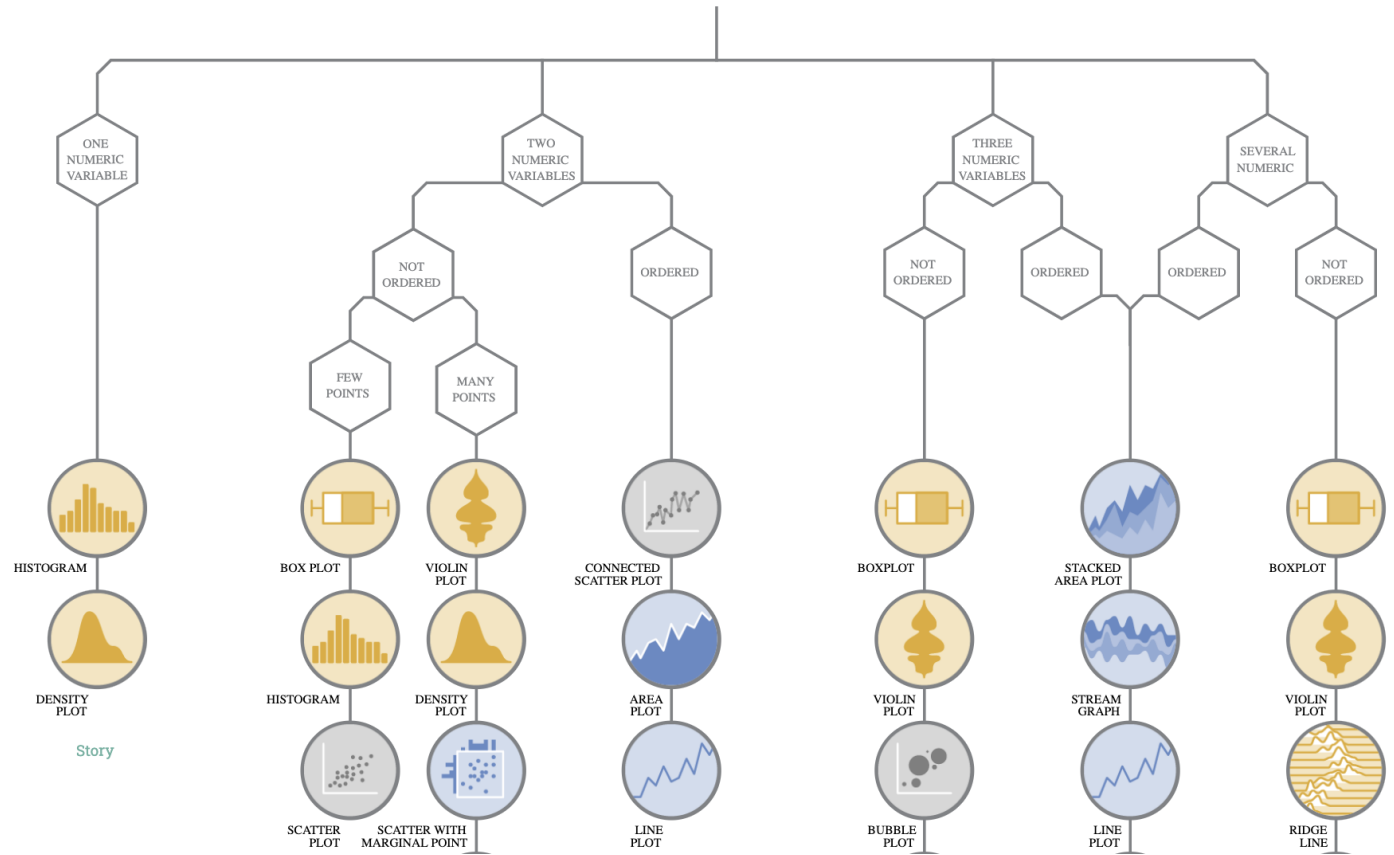 ONE
NUMERIC
VARIABLE
TWO
NUMERIC
VARIABLES
THREE
NUMERIC
VARIABLES
SEVERAL
NUMERIC
NOT
ORDERED
ORDERED
NOT
ORDERED
ORDERED
ORDERED
NOT
ORDERED
FEW
POINTS
MANY
POINTS
HISTOGRAM
BOX PLOT
VIOLIN
PLOT
CONNECTED
SCATTER PLOT
BOXPLOT
STACKED
AREA PLOT
BOXPLOT
DENSITY
PLOT
HISTOGRAM
DENSITY
PLOT
AREA
PLOT
VIOLIN
PLOT
STREAM
GRAPH
VIOLIN
PLOT
Story
SCATTER
PLOT
SCATTER WITH
MARGINAL POINT
LINE
PLOT
BUBBLE
PLOT
LINE
PLOT
RIDGE
LINE